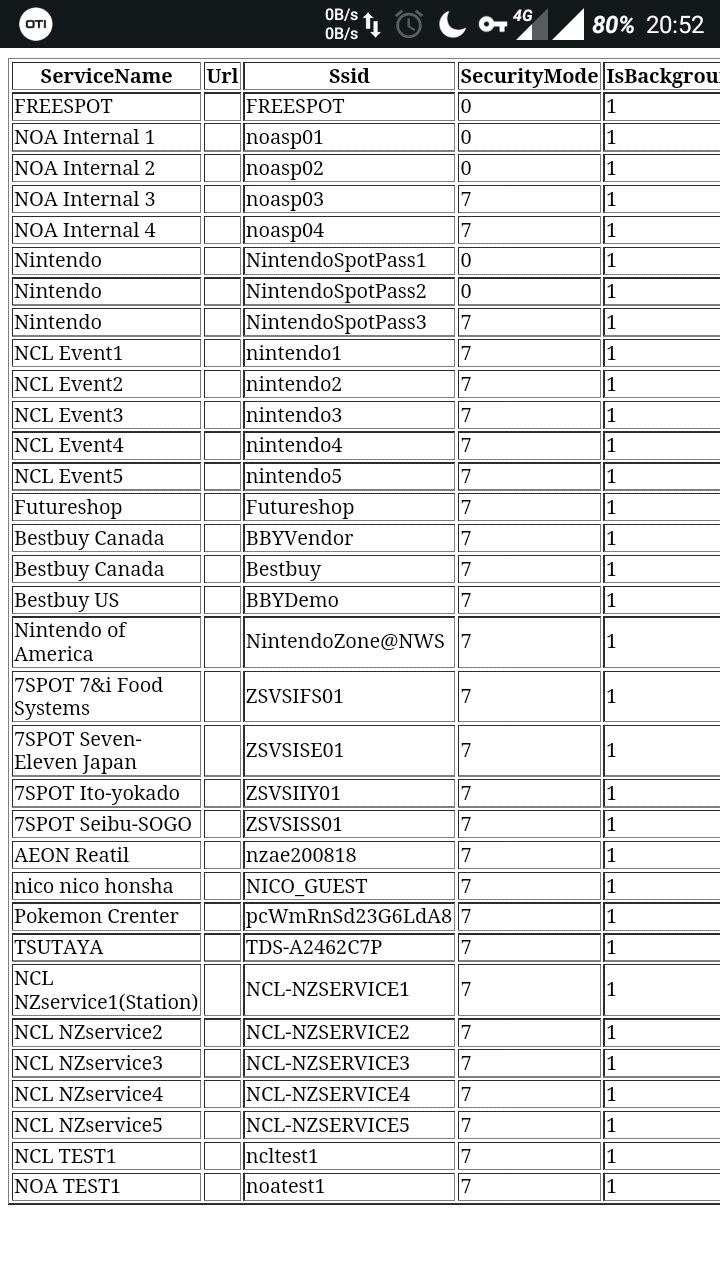 OTI 0B/s 0B/s 4G 80% 20:52
ServiceName Url Ssid SecurityMode IsBackgrou
FREESPOT FREESPOT 0 1
NOA Internal 1 noasp01 0 1
NOA Internal 2 noasp02 0 1
NOA Internal 3 noasp03 7 1
NOA Internal 4 noasp04 7 1
Nintendo NintendoSpotPass1 0 1
Nintendo NintendoSpotPass2 0 1
Nintendo NintendoSpotPass3 7 1
NCL Event1 nintendo1 7 1
NCL Event2 nintendo2 7 1
NCL Event3 nintendo3 7 1
NCL Event4 nintendo4 7 1
NCL Event5 nintendo5 7 1
Futureshop Futureshop 7 1
Bestbuy Canada BBYVendor 7 1
Bestbuy Canada Bestbuy 7 1
Bestbuy US BBYDemo 7 1
Nintendo of
America NintendoZone@NWS 7 1
7SPOT 7&i Food
Systems ZSVSIFS01 7 1
7SPOT Seven-
Eleven Japan ZSVSISE01 7 1
7SPOT Ito-yokado ZSVSIIY01 7 1
7SPOT Seibu-SOGO ZSVSISS01 7 1
AEON Reatil nzae200818 7 1
nico nico honsha NICO_GUEST 7 1
Pokemon Crenter pcWmRnSd23G6LdA8 7 1
TSUTAYA TDS-A2462C7P 7 1
NCL
NZservice1(Station) NCL-NZSERVICE1 7 1
NCL NZservice2 NCL-NZSERVICE2 7 1
NCL NZservice3 NCL-NZSERVICE3 7 1
NCL NZservice4 NCL-NZSERVICE4 7 1
NCL NZservice5 NCL-NZSERVICE5 7 1
NCL TEST1 ncltest1 7 1
NOA TEST1 noatest1 7 1